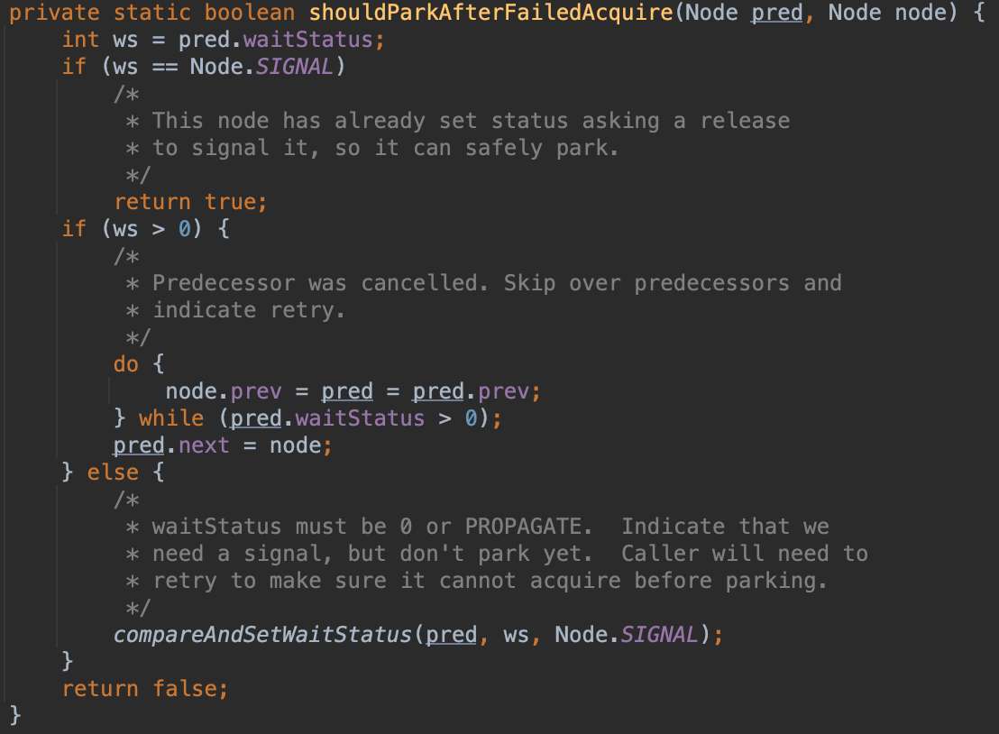 private static boolean shouldParkAfterFailedAcquire(Node pred, Node node) {
    int ws = pred.waitStatus;
    if (ws == Node.SIGNAL)
        /*
         * This node has already set status asking a release
         * to signal it, so it can safely park.
         */
        return true;
    if (ws > 0) {
        /*
         * Predecessor was cancelled. Skip over predecessors and
         * indicate retry.
         */
        do {
            node.prev = pred = pred.prev;
        } while (pred.waitStatus > 0);
        pred.next = node;
    } else {
        /*
         * waitStatus must be 0 or PROPAGATE.  Indicate that we
         * need a signal, but don't park yet.  Caller will need to
         * retry to make sure it cannot acquire before parking.
         */
        compareAndSetWaitStatus(pred, ws, Node.SIGNAL);
    }
    return false;
}